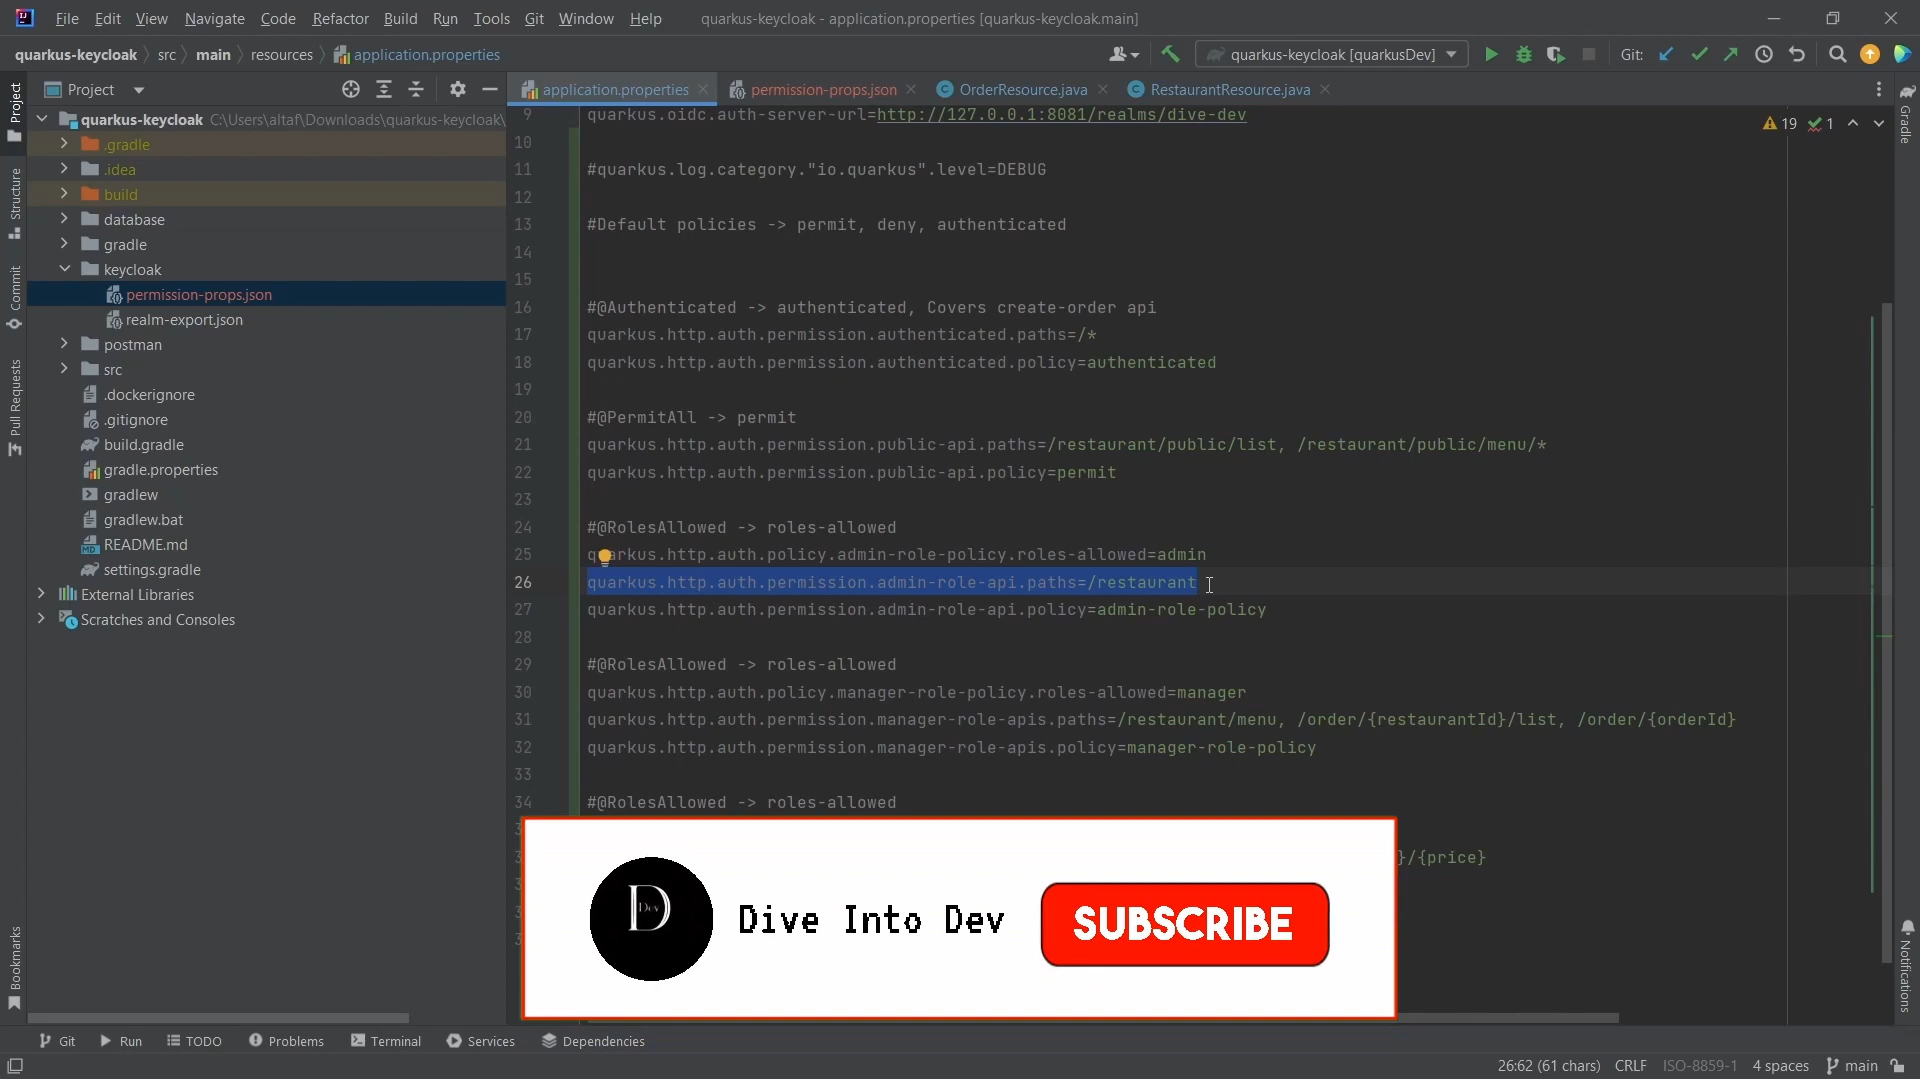 File Edit View Navigate Code Refactor Build Run Tools Git Window Help quarkus-keycloak - application.properties [quarkus-keycloak.main]
quarkus-keycloak src main resources application.properties quarkus-keycloak [quarkusDev] Git:
Project application.properties permission-props.json OrderResource.java RestaurantResource.java
quarkus-keycloak C:\Users\altaf\Downloads\quarkus-keycloak\
.gradle
.idea
build
database
gradle
keycloak
permission-props.json
realm-export.json
postman
src
.dockerignore
.gitignore
build.gradle
gradle.properties
gradlew
gradlew.bat
README.md
settings.gradle
External Libraries
Scratches and Consoles
Project
Structure
Commit
Pull Requests
Bookmarks
19 1
9 quarkus.oidc.auth-server-url=http://127.0.0.1:8081/realms/dive-dev
10
11 #quarkus.log.category."io.quarkus".level=DEBUG
12
13 #Default policies -> permit, deny, authenticated
14
15
16 #@Authenticated -> authenticated, Covers create-order api
17 quarkus.http.auth.permission.authenticated.paths=/*
18 quarkus.http.auth.permission.authenticated.policy=authenticated
19
20 #@PermitAll -> permit
21 quarkus.http.auth.permission.public-api.paths=/restaurant/public/list, /restaurant/public/menu/*
22 quarkus.http.auth.permission.public-api.policy=permit
23
24 #@RolesAllowed -> roles-allowed
25 quarkus.http.auth.policy.admin-role-policy.roles-allowed=admin
26 quarkus.http.auth.permission.admin-role-api.paths=/restaurant
27 quarkus.http.auth.permission.admin-role-api.policy=admin-role-policy
28
29 #@RolesAllowed -> roles-allowed
30 quarkus.http.auth.policy.manager-role-policy.roles-allowed=manager
31 quarkus.http.auth.permission.manager-role-apis.paths=/restaurant/menu, /order/{restaurantId}/list, /order/{orderId}
32 quarkus.http.auth.permission.manager-role-apis.policy=manager-role-policy
33
34 #@RolesAllowed -> roles-allowed
}/{price}
D Dev
Dive Into Dev
SUBSCRIBE
Gradle
Notifications
Git Run TODO Problems Terminal Services Dependencies
26:62 (61 chars) CRLF ISO-8859-1 4 spaces main